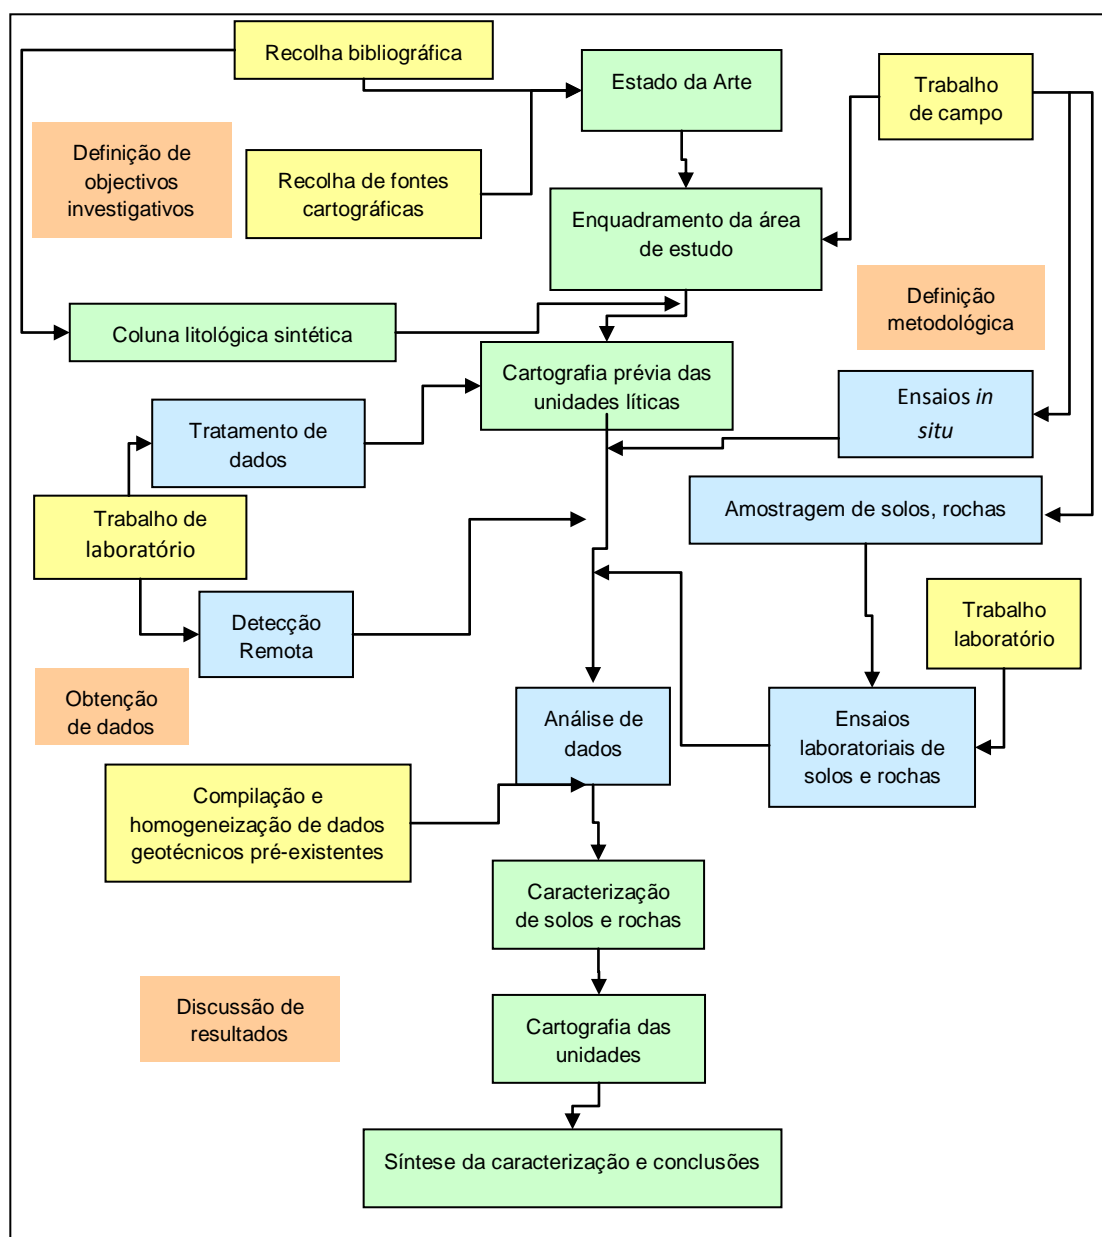 Recolha bibliográfica
Estado da Arte
Trabalho
de campo
Definição de
objectivos
investigativos
Recolha de fontes
cartográficas
Enquadramento da área
de estudo
Definição
metodológica
Coluna litológica sintética
Cartografia prévia das
unidades líticas
Ensaios in
situ
Tratamento de
dados
Trabalho de
laboratório
Amostragem de solos, rochas
Detecção
Remota
Trabalho
laboratório
Obtenção
de dados
Análise de
dados
Ensaios
laboratoriais de
solos e rochas
Compilação e
homogeneização de dados
geotécnicos pré-existentes
Caracterização
de solos e rochas
Discussão de
resultados
Cartografia das
unidades
Síntese da caracterização e conclusões